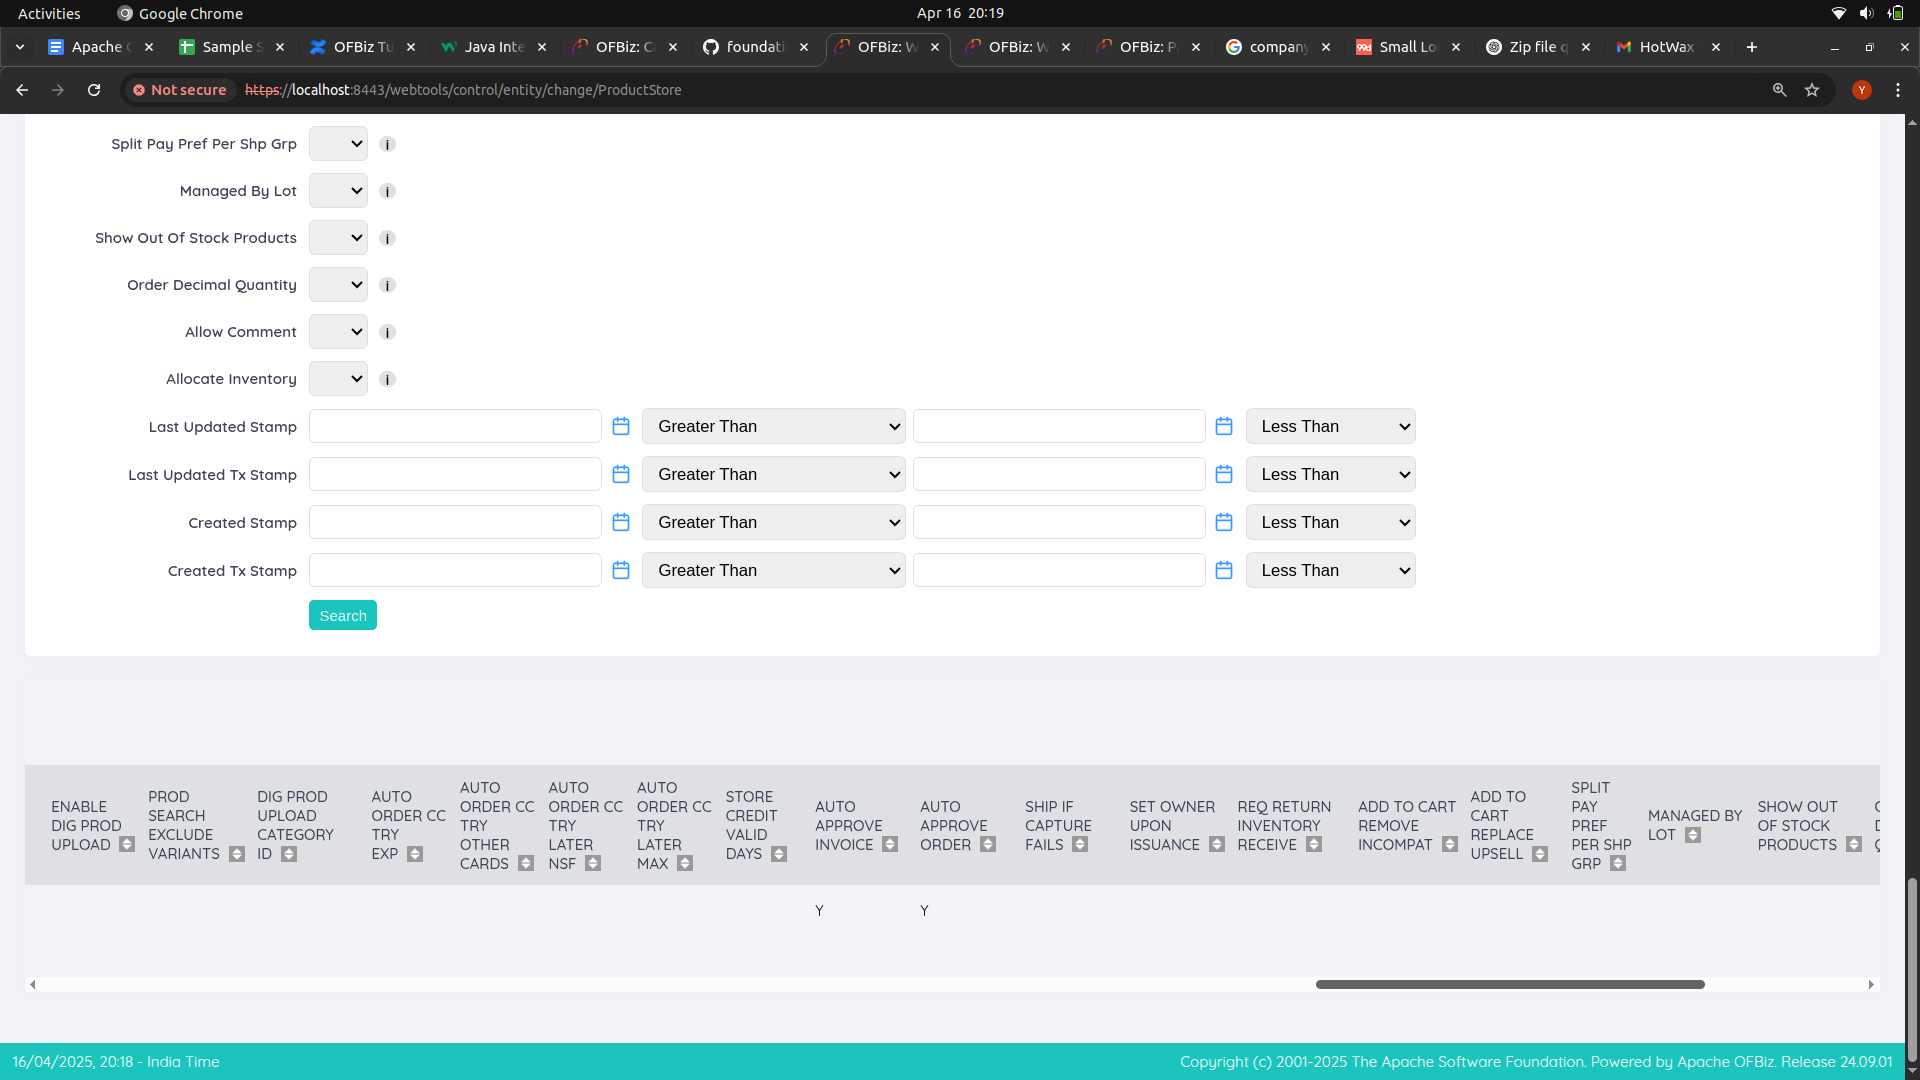 Activities
Google Chrome
Apr 16 20:19
Apache
Sample S
OFBiz Tu
Java Inte
OFBiz: C
foundati
OFBiz: W
OFBiz: W
OFBiz: P
company
Small Lo
Zip file q
HotWax
Not secure
https://localhost:8443/webtools/control/entity/change/ProductStore
Y
Split Pay Pref Per Shp Grp
Managed By Lot
Show Out Of Stock Products
Order Decimal Quantity
Allow Comment
Allocate Inventory
Last Updated Stamp Greater Than Less Than
Last Updated Tx Stamp Greater Than Less Than
Created Stamp Greater Than Less Than
Created Tx Stamp Greater Than Less Than
Search
ENABLE
DIG PROD
UPLOAD
PROD
SEARCH
EXCLUDE
VARIANTS
DIG PROD
UPLOAD
CATEGORY
ID
AUTO
ORDER CC
TRY
EXP
AUTO
ORDER CC
TRY
OTHER
CARDS
AUTO
ORDER CC
TRY
LATER
NSF
AUTO
ORDER CC
TRY
LATER
MAX
STORE
CREDIT
VALID
DAYS
AUTO
APPROVE
INVOICE
AUTO
APPROVE
ORDER
SHIP IF
CAPTURE
FAILS
SET OWNER
UPON
ISSUANCE
REQ RETURN
INVENTORY
RECEIVE
ADD TO CART
REMOVE
INCOMPAT
ADD TO
CART
REPLACE
UPSELL
SPLIT
PAY
PREF
PER SHP
GRP
MANAGED BY
LOT
SHOW OUT
OF STOCK
PRODUCTS
Y Y
16/04/2025, 20:18 - India Time
Copyright (c) 2001-2025 The Apache Software Foundation. Powered by Apache OFBiz. Release 24.09.01